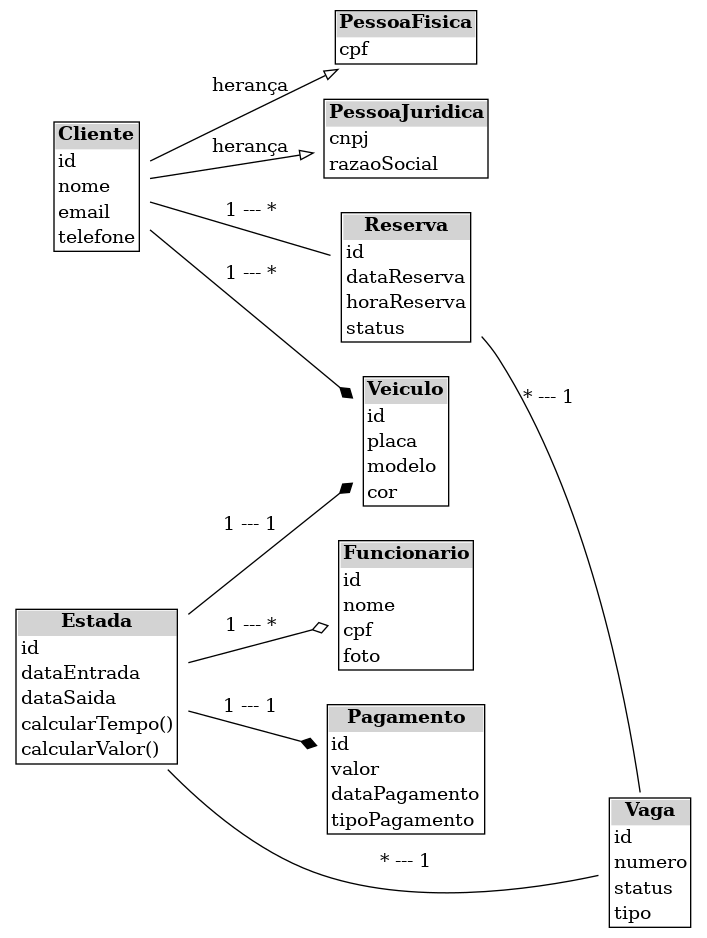 PessoaFisica
cpf
herança
PessoaJuridica
cnpj
razaoSocial
herança
Cliente
id
nome
email
telefone
1 --- *
Reserva
id
dataReserva
horaReserva
status
1 --- *
Veiculo
id
placa
modelo
cor
* --- 1
1 --- 1
Funcionario
id
nome
cpf
foto
1 --- *
Estada
id
dataEntrada
dataSaida
calcularTempo()
calcularValor()
1 --- 1
Pagamento
id
valor
dataPagamento
tipoPagamento
Vaga
id
numero
status
tipo
* --- 1